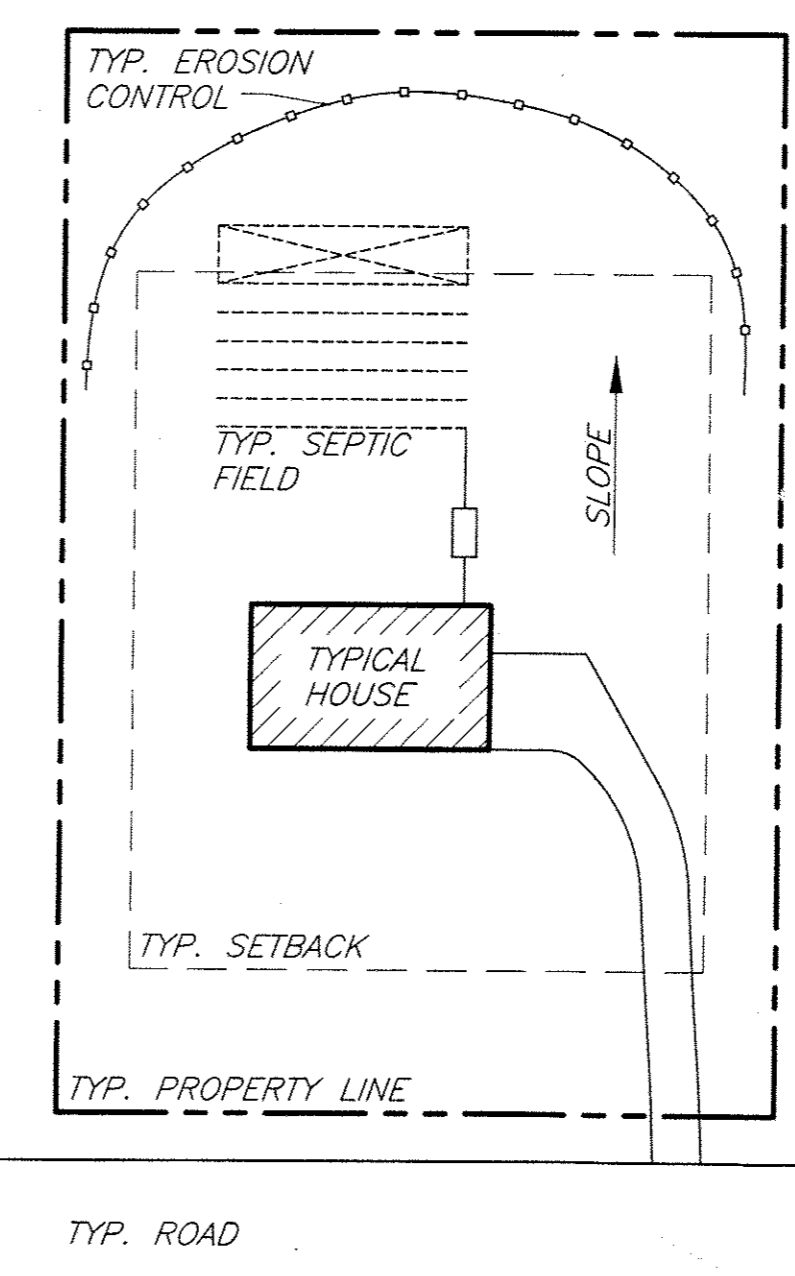 TYP. EROSION
CONTROL
TYP. SEPTIC
FIELD
SLOPE
TYPICAL
HOUSE
TYP. SETBACK
TYP. PROPERTY LINE
TYP. ROAD